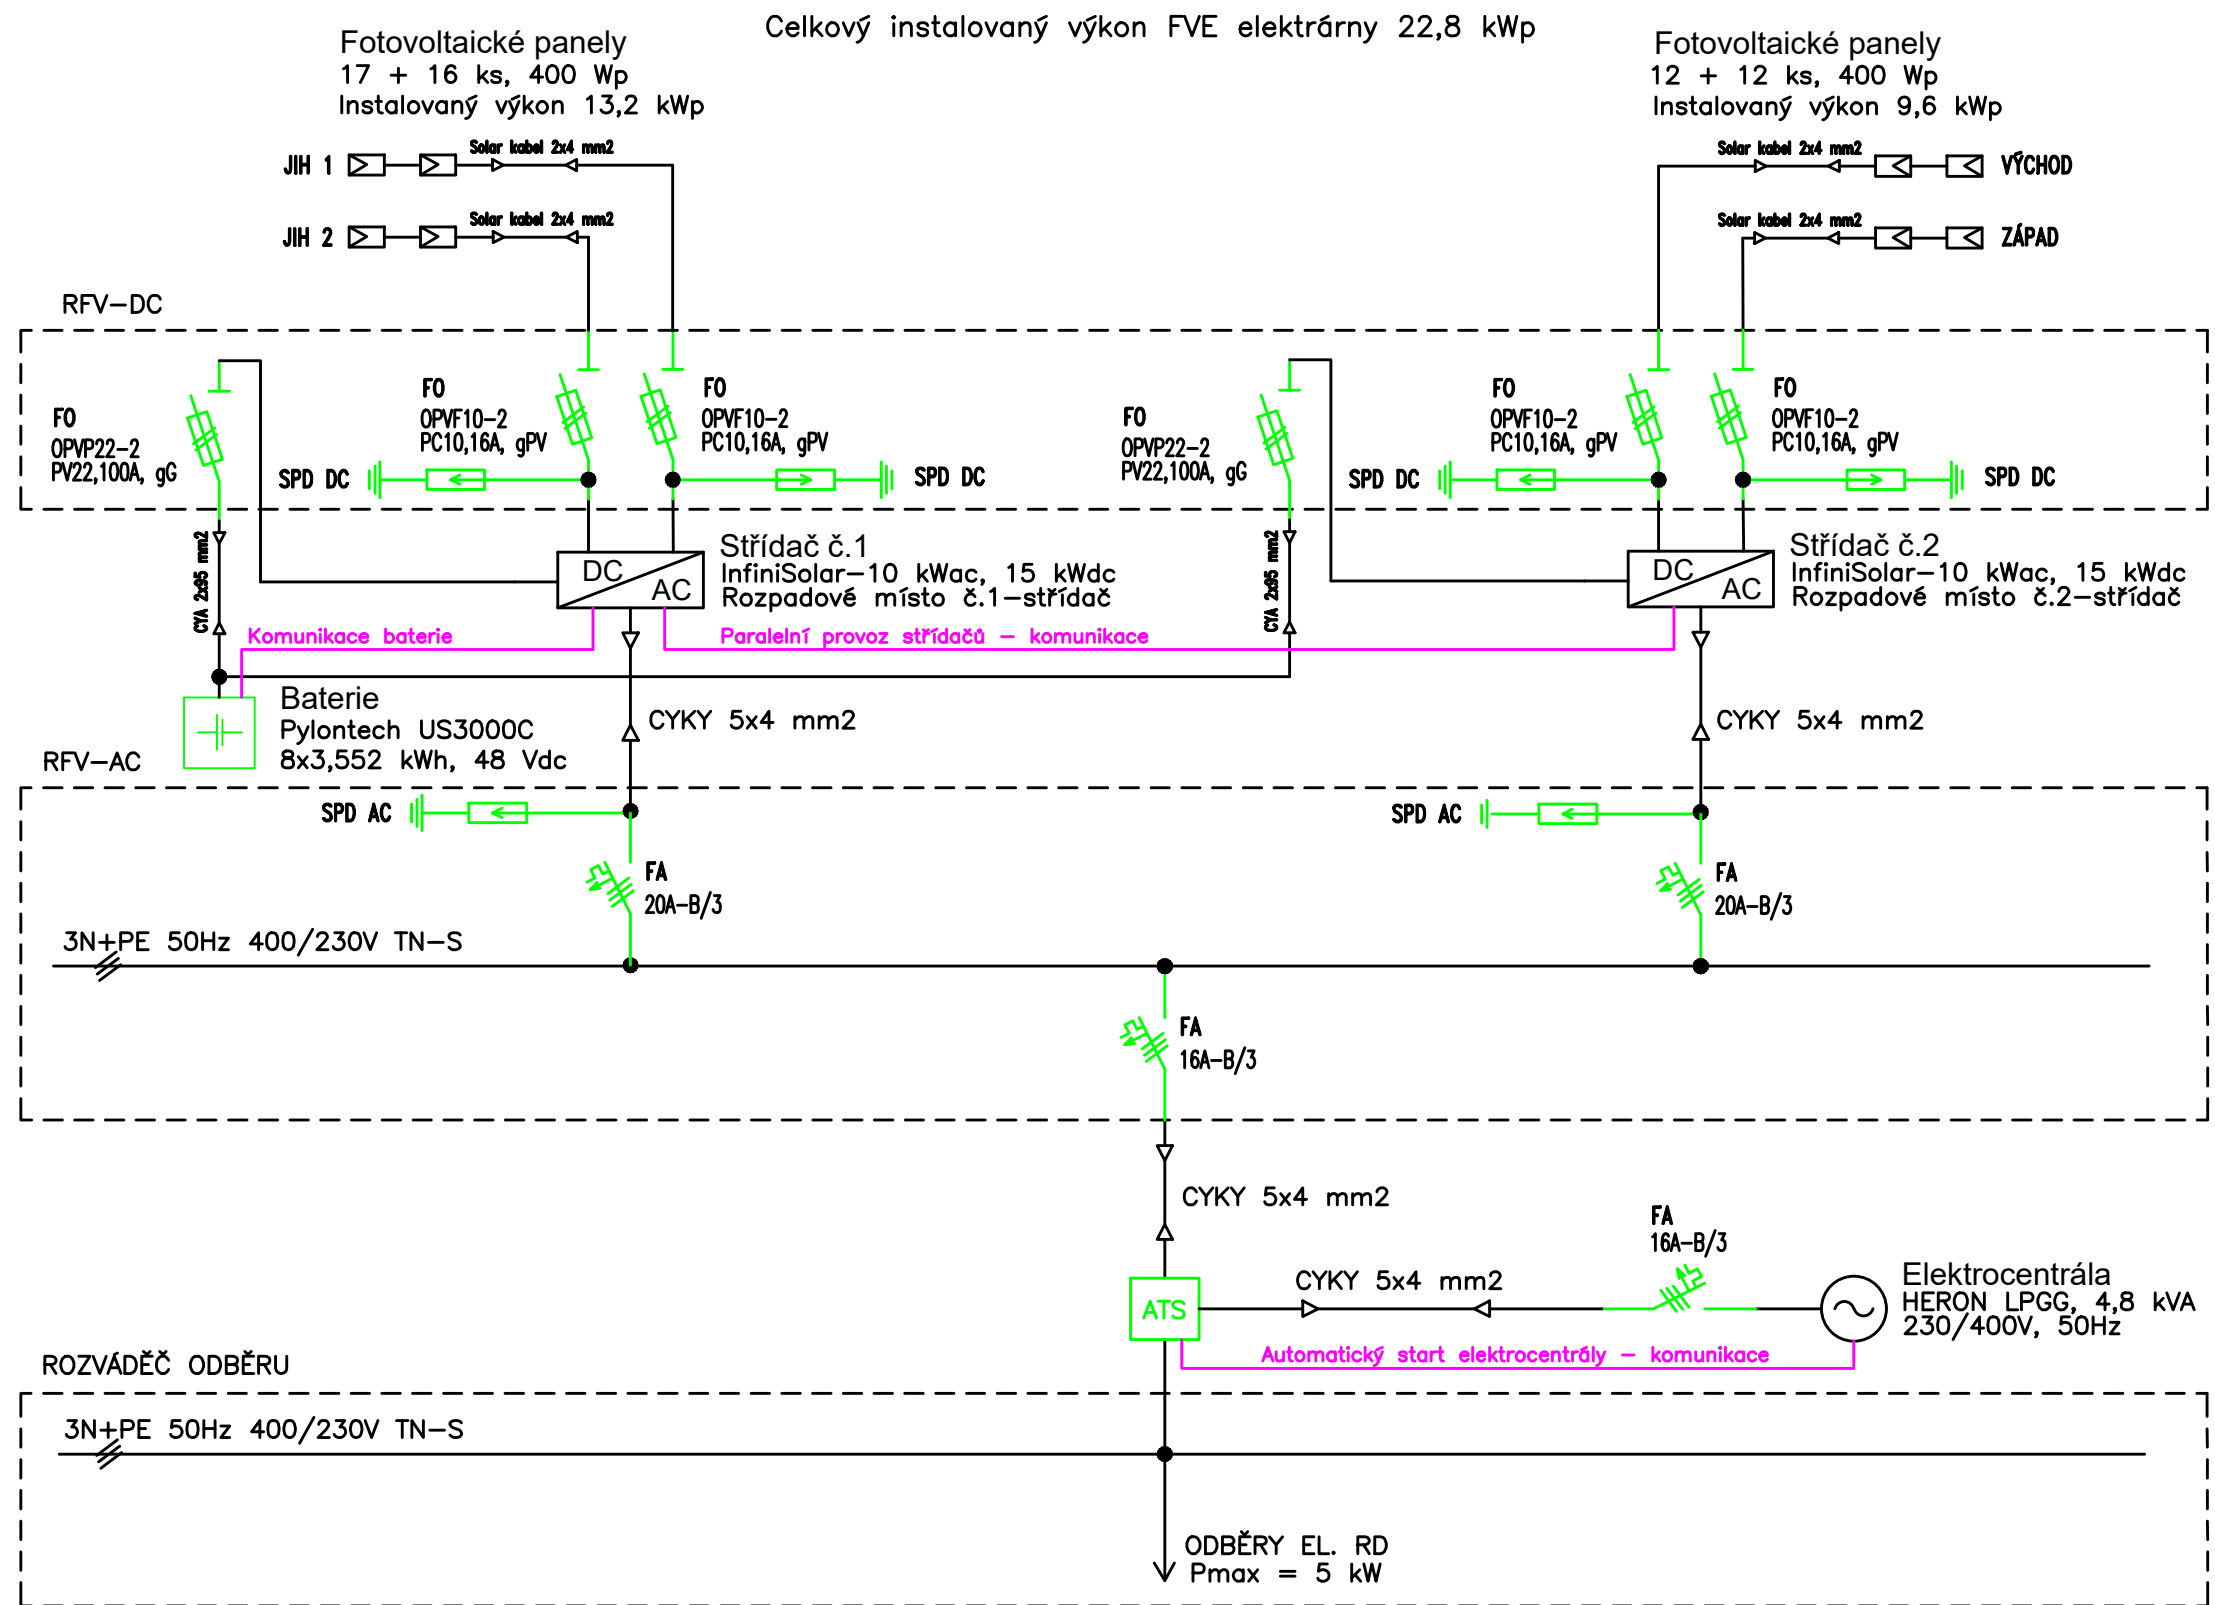 Celkový instalovaný výkon FVE elektrárny 22,8 kWp
Fotovoltaické panely
17 + 16 ks, 400 Wp
Instalovaný výkon 13,2 kWp
Fotovoltaické panely
12 + 12 ks, 400 Wp
Instalovaný výkon 9,6 kWp
JIH 1
Solar kabel 2x4 mm2
Solar kabel 2x4 mm2
VÝCHOD
JIH 2
Solar kabel 2x4 mm2
Solar kabel 2x4 mm2
ZÁPAD
RFV-DC
FO
OPVP22-2
PV22,100A, gG
FO
OPVF10-2
PC10,16A, gPV
FO
OPVF10-2
PC10,16A, gPV
FO
OPVP22-2
PV22,100A, gG
FO
OPVF10-2
PC10,16A, gPV
FO
OPVF10-2
PC10,16A, gPV
SPD DC
SPD DC
SPD DC
SPD DC
CYA 2x95 mm2
DC
AC
Střídač č.1
InfiniSolar-10 kWac, 15 kWdc
Rozpadové místo č.1-střídač
CYA 2x95 mm2
DC
AC
Střídač č.2
InfiniSolar-10 kWac, 15 kWdc
Rozpadové místo č.2-střídač
Komunikace baterie
Paralelní provoz střídačů - komunikace
Baterie
Pylontech US3000C
8x3,552 kWh, 48 Vdc
CYKY 5x4 mm2
CYKY 5x4 mm2
RFV-AC
SPD AC
SPD AC
FA
20A-B/3
FA
20A-B/3
3N+PE 50Hz 400/230V TN-S
FA
16A-B/3
CYKY 5x4 mm2
FA
16A-B/3
ATS
CYKY 5x4 mm2
Elektrocentrála
HERON LPGG, 4,8 kVA
230/400V, 50Hz
Automatický start elektrocentrály - komunikace
ROZVÁDĚČ ODBĚRU
3N+PE 50Hz 400/230V TN-S
ODBĚRY EL. RD
Pmax = 5 kW